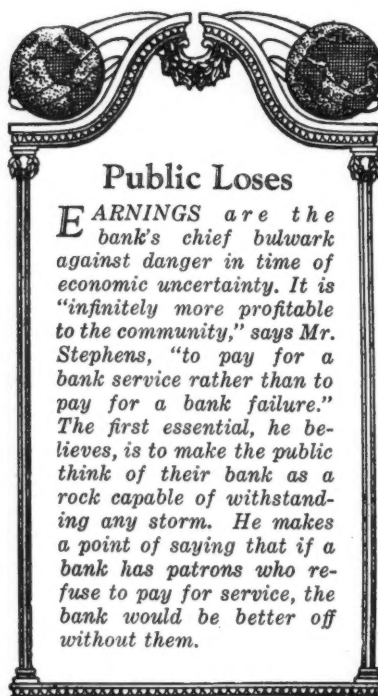 Public Loses
EARNINGS are the
bank's chief bulwark
against danger in time of
economic uncertainty. It is
"infinitely more profitable
to the community," says Mr.
Stephens, "to pay for a
bank service rather than to
pay for a bank failure."
The first essential, he be-
lieves, is to make the public
think of their bank as a
rock capable of withstand-
ing any storm. He makes
a point of saying that if a
bank has patrons who re-
fuse to pay for service, the
bank would be better off
without them.